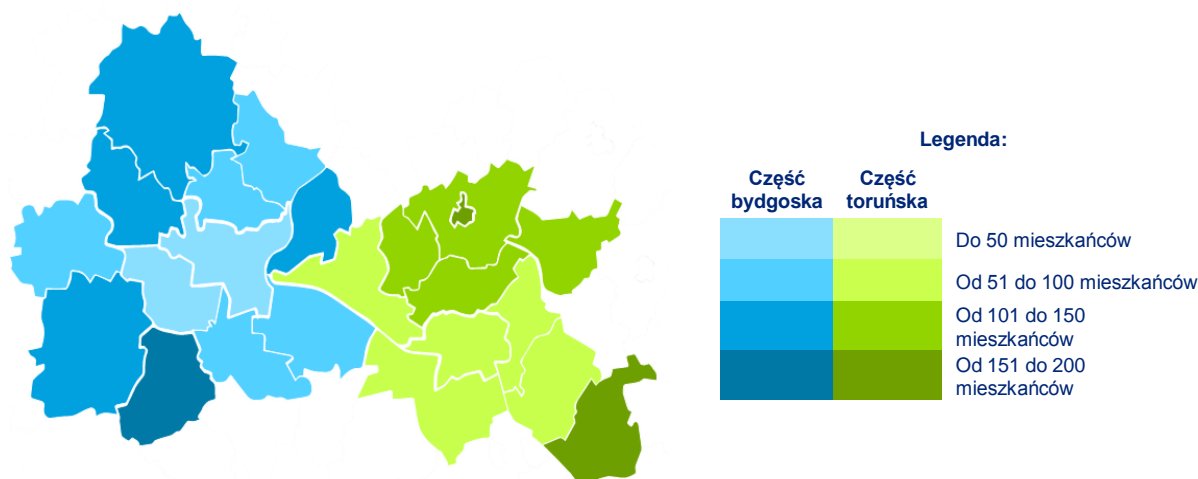 Legenda:
Część
bydgoska
Część
toruńska
Do 50 mieszkańców
Od 51 do 100 mieszkańców
Od 101 do 150
mieszkańców
Od 151 do 200
mieszkańców